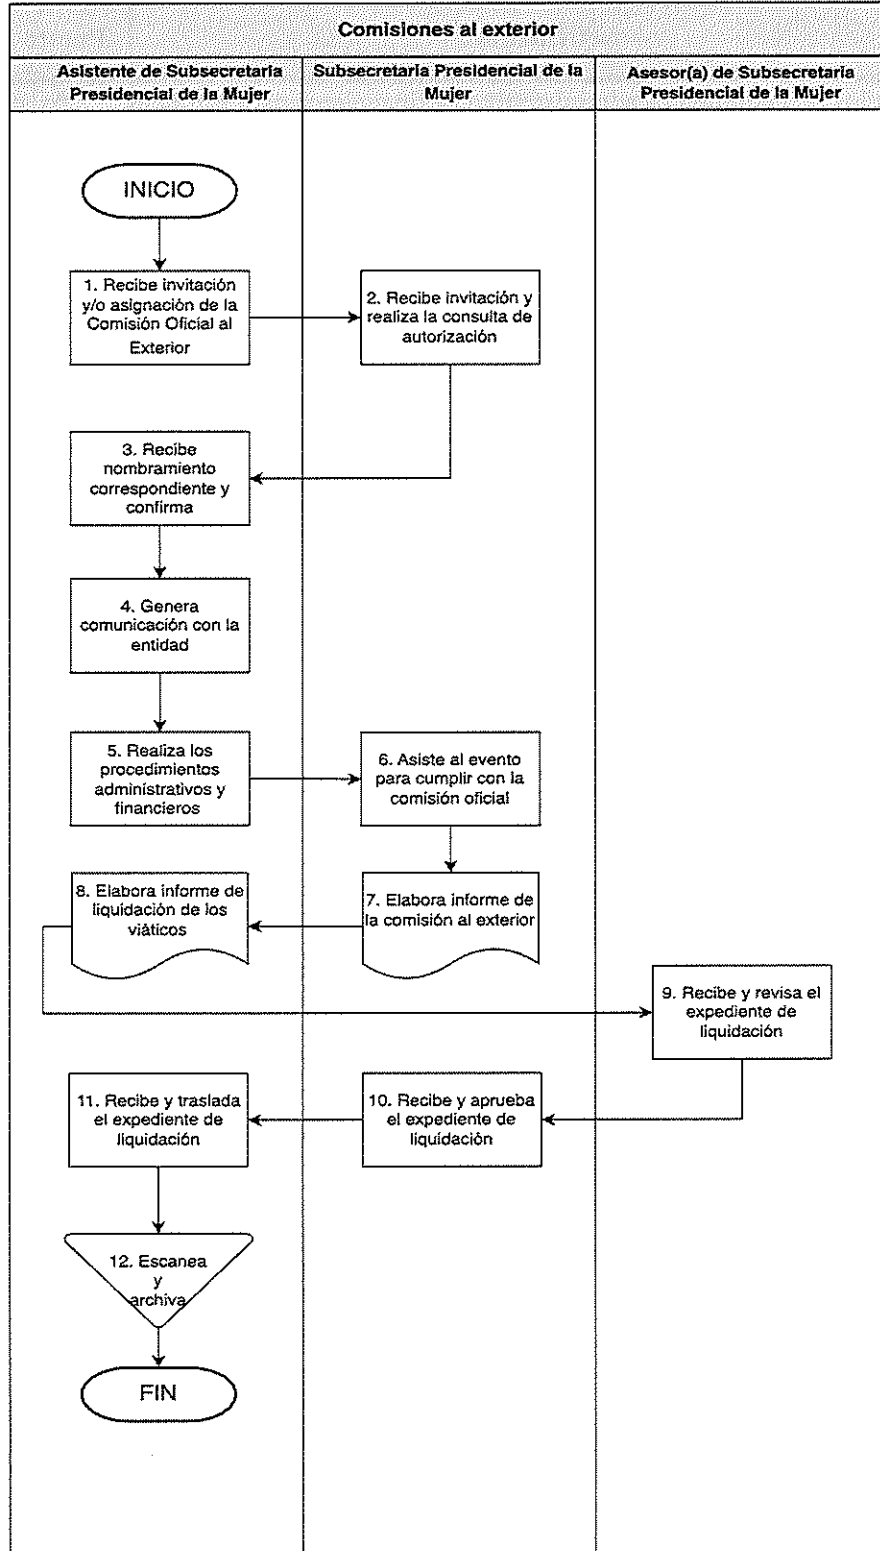 Comisiones al exterior
Asistente de Subsecretaria
Presidencial de la Mujer
Subsecretaria Presidencial de la
Mujer
Asesor(a) de Subsecretaria
Presidencial de la Mujer
INICIO
1. Recibe invitación
y/o asignación de la
Comisión Oficial al
Exterior
2. Recibe invitación y
realiza la consulta de
autorización
3. Recibe
nombramiento
correspondiente y
confirma
4. Genera
comunicación con la
entidad
5. Realiza los
procedimientos
administrativos y
financieros
6. Asiste al evento
para cumplir con la
comisión oficial
8. Elabora informe de
liquidación de los
viáticos
7. Elabora informe de
la comisión al exterior
9. Recibe y revisa el
expediente de
liquidación
11. Recibe y traslada
el expediente de
liquidación
10. Recibe y aprueba
el expediente de
liquidación
12. Escanea
y
archiva
FIN